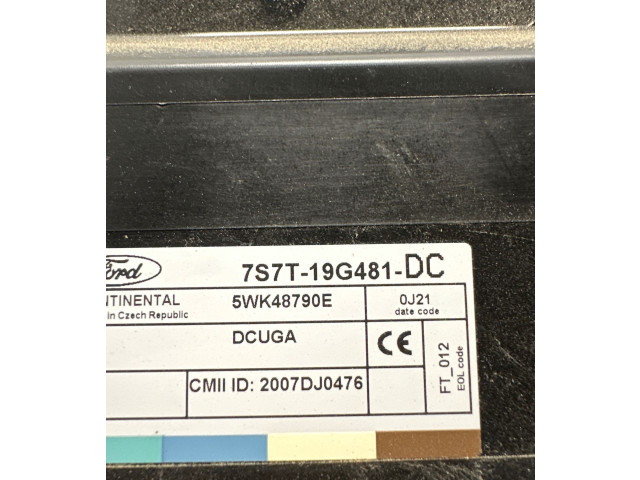 Ford 7S7T-19G481-DC
NTINENTAL 5WK48790E 0J21
in Czech Republic date code
DCUGA CE
FT_012
EOL code
CMII ID: 2007DJ0476